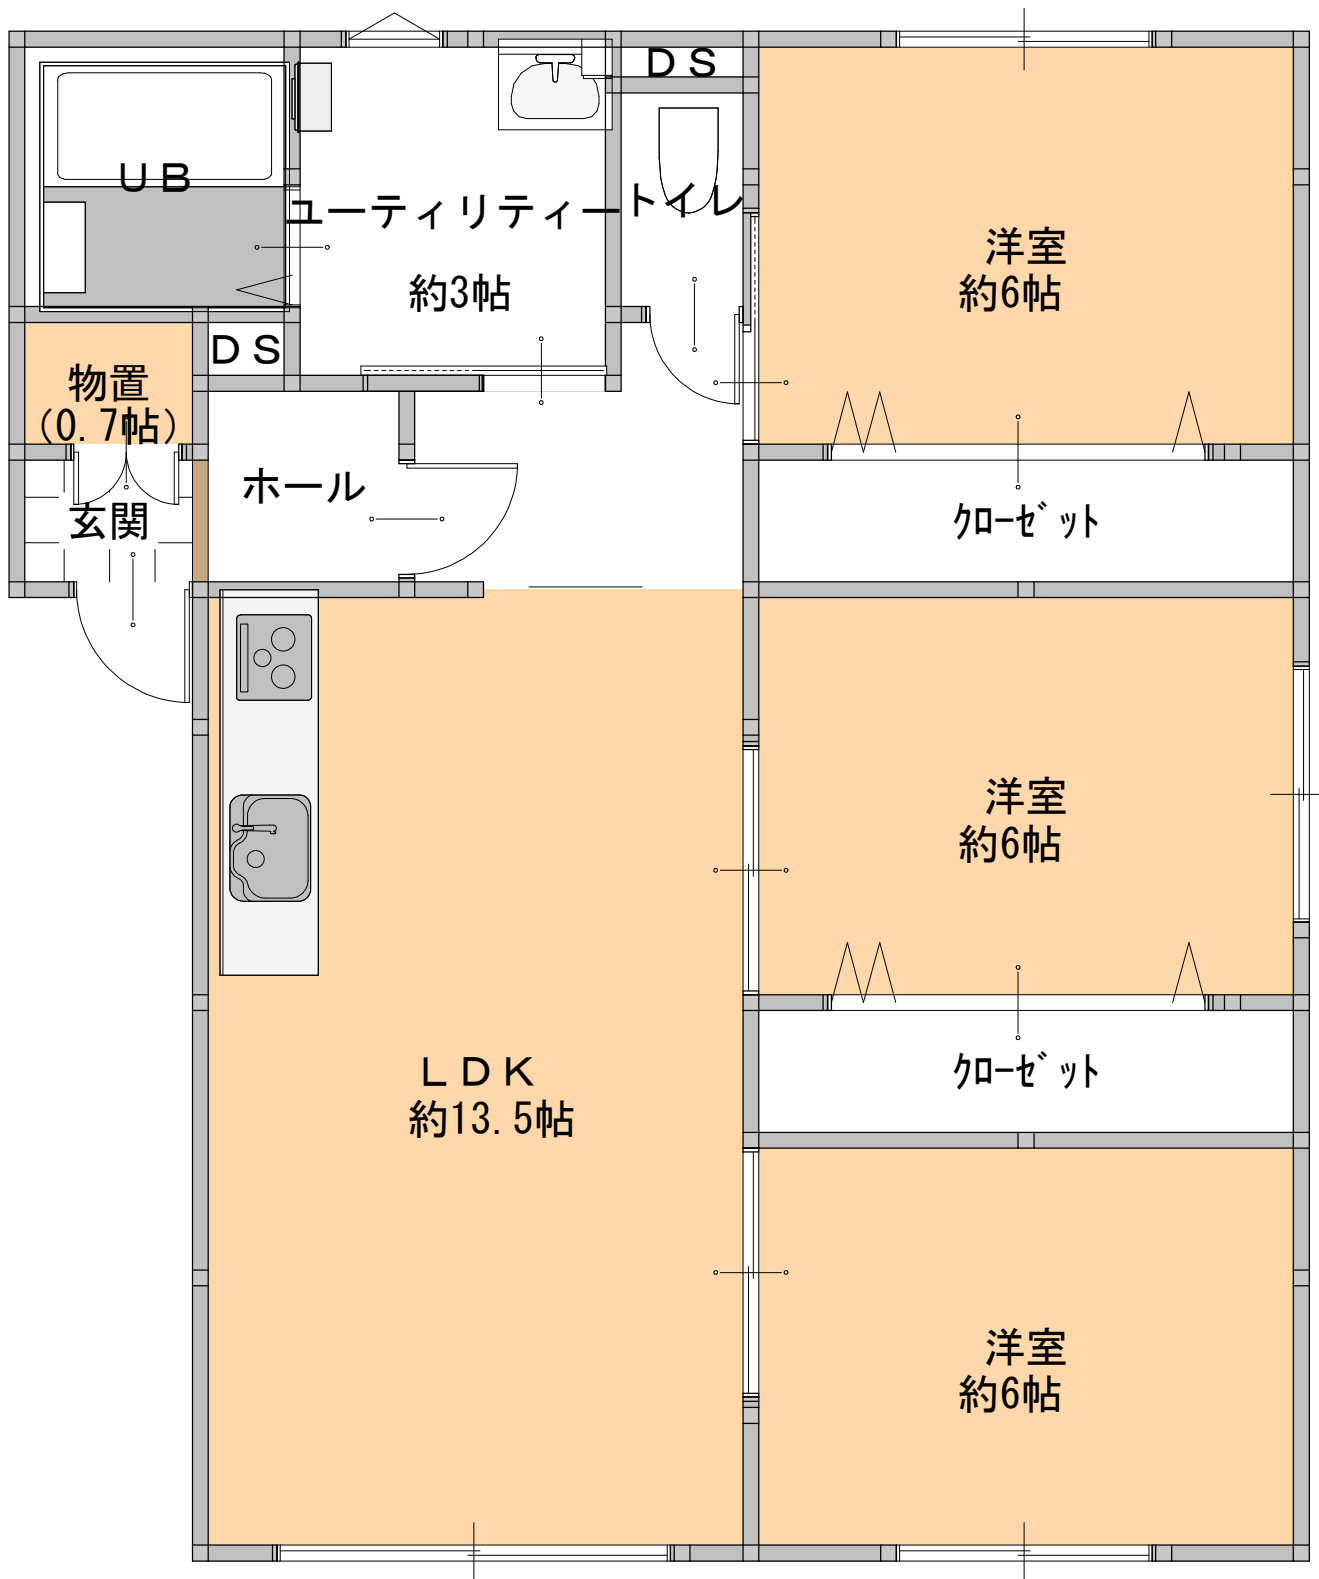 ＤＳ
ＵＢ
ユーティリティー
約3帖
トイレ
洋室
約6帖
ＤＳ
物置
(0.7帖)
ホール
玄関
ｸﾛｰｾﾞｯﾄ
洋室
約6帖
ＬＤＫ
約13.5帖
ｸﾛｰｾﾞｯﾄ
洋室
約6帖